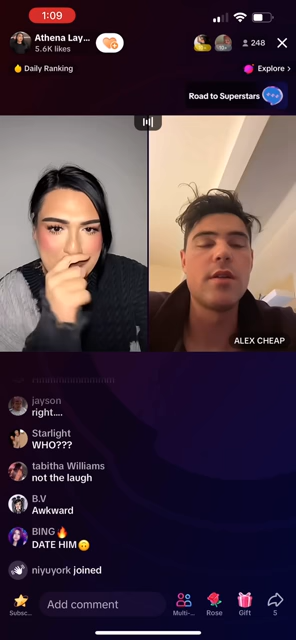 1:09
Athena Lay...
5.6K likes
248
Daily Ranking
Explore >
Road to Superstars
ALEX CHEAP
jayson
right....
Starlight
WHO???
tabitha Williams
not the laugh
B.V
Awkward
BING🔥
DATE HIM🙃
niyuyork joined
Subsc...
Add comment
Multi-...
Rose
Gift
5